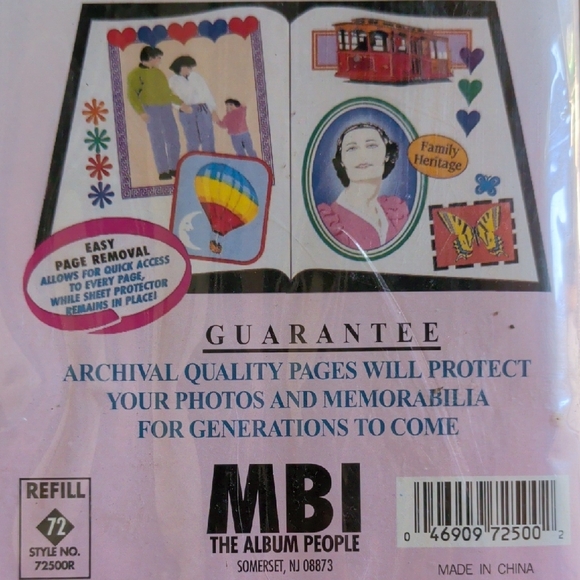 Family
Heritage
EASY
PAGE REMOVAL
ALLOWS FOR QUICK ACCESS
TO EVERY PAGE,
WHILE SHEET PROTECTOR
REMAINS IN PLACE!
GUARANTEE
ARCHIVAL QUALITY PAGES WILL PROTECT
YOUR PHOTOS AND MEMORABILIA
FOR GENERATIONS TO COME
REFILL
72
STYLE NO.
72500R
MBI
THE ALBUM PEOPLE
SOMERSET, NJ 08873
0 46909 72500 2
MADE IN CHINA